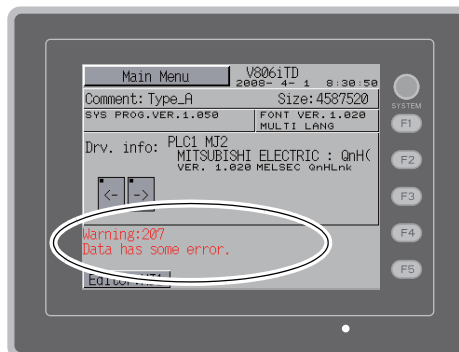 Main Menu
V806iTD
2008- 4- 1 8:30:50
Comment: Type_A
Size: 4587520
SYS PROG.VER.1.050
FONT VER.1.020
MULTI LANG
Drv. info:
PLC1 MJ2
MITSUBISHI ELECTRIC : QnH(
VER. 1.020 MELSEC QnHLnk
<-
->
Warning:207
Data has some error.
Editor:MJ1
SYSTEM
F1
F2
F3
F4
F5